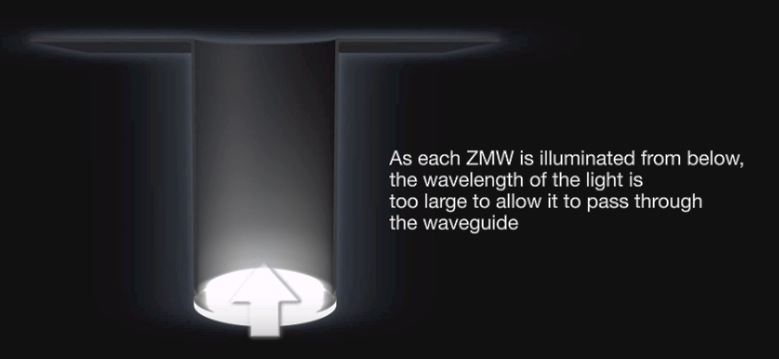 As each ZMW is illuminated from below,
the wavelength of the light is
too large to allow it to pass through
the waveguide